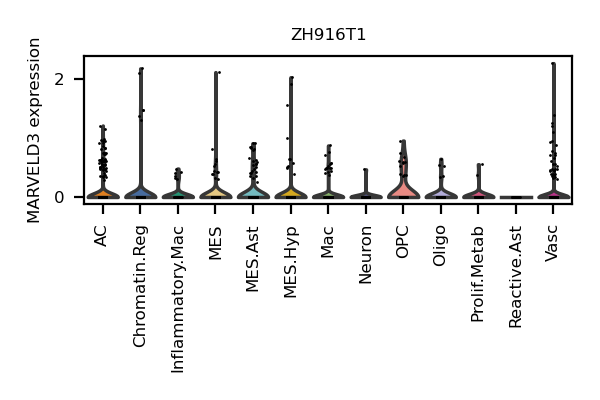 ZH916T1
MARVELD3 expression
2
0
AC
Chromatin.Reg
Inflammatory.Mac
MES
MES.Ast
MES.Hyp
Mac
Neuron
OPC
Oligo
Prolif.Metab
Reactive.Ast
Vasc